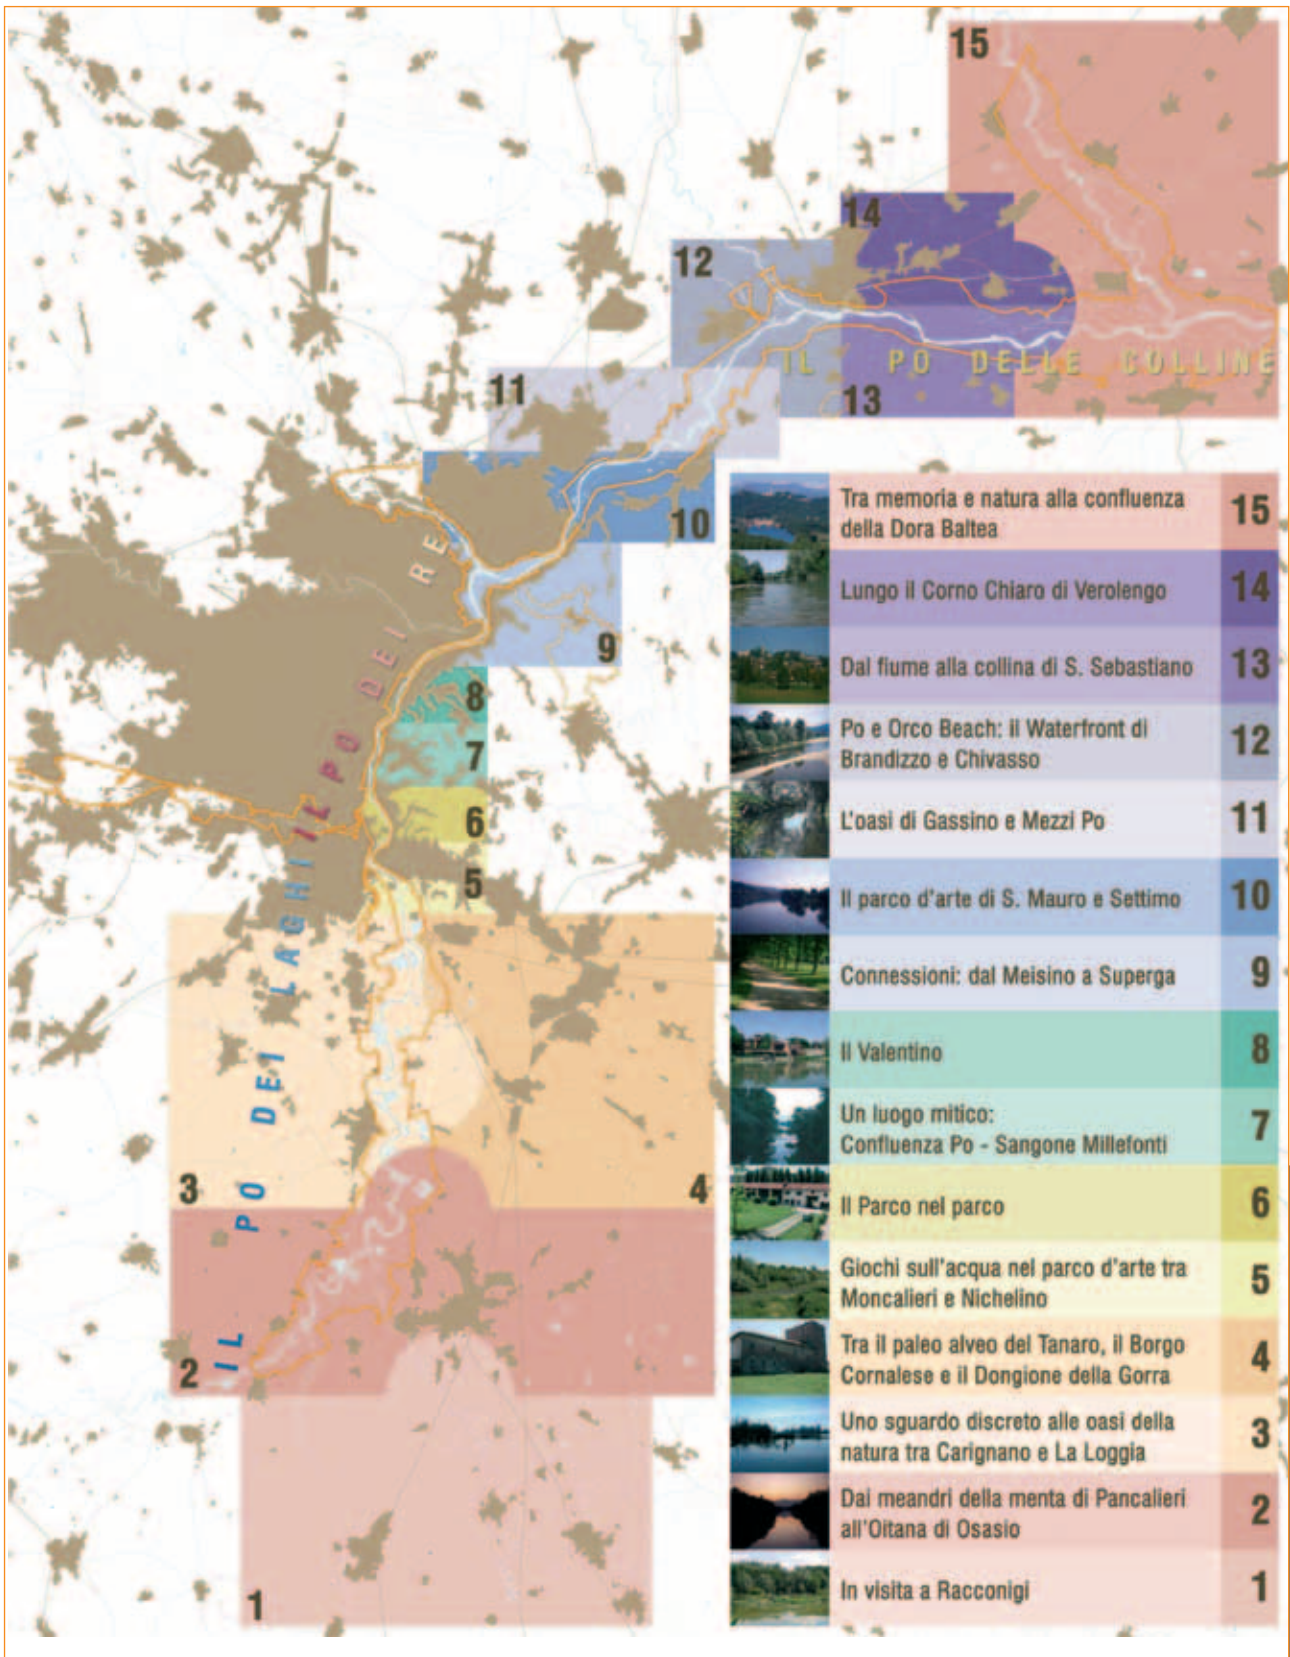 15
14
12
IL PO DELLE COLLINE
13
11
10
IL PO DEI RE
9
8
7
6
5
IL PO DEI LAGHI
3
4
2
1
Tra memoria e natura alla confluenza
della Dora Baltea
15
Lungo il Corno Chiaro di Verolengo
14
Dal fiume alla collina di S. Sebastiano
13
Po e Orco Beach: il Waterfront di
Brandizzo e Chivasso
12
L'oasi di Gassino e Mezzi Po
11
Il parco d'arte di S. Mauro e Settimo
10
Connessioni: dal Meisino a Superga
9
Il Valentino
8
Un luogo mitico:
Confluenza Po - Sangone Millefonti
7
Il Parco nel parco
6
Giochi sull'acqua nel parco d'arte tra
Moncalieri e Nichelino
5
Tra il paleo alveo del Tanaro, il Borgo
Cornalese e il Dongione della Gorra
4
Uno sguardo discreto alle oasi della
natura tra Carignano e La Loggia
3
Dai meandri della menta di Pancalieri
all'Oitana di Osasio
2
In visita a Racconigi
1